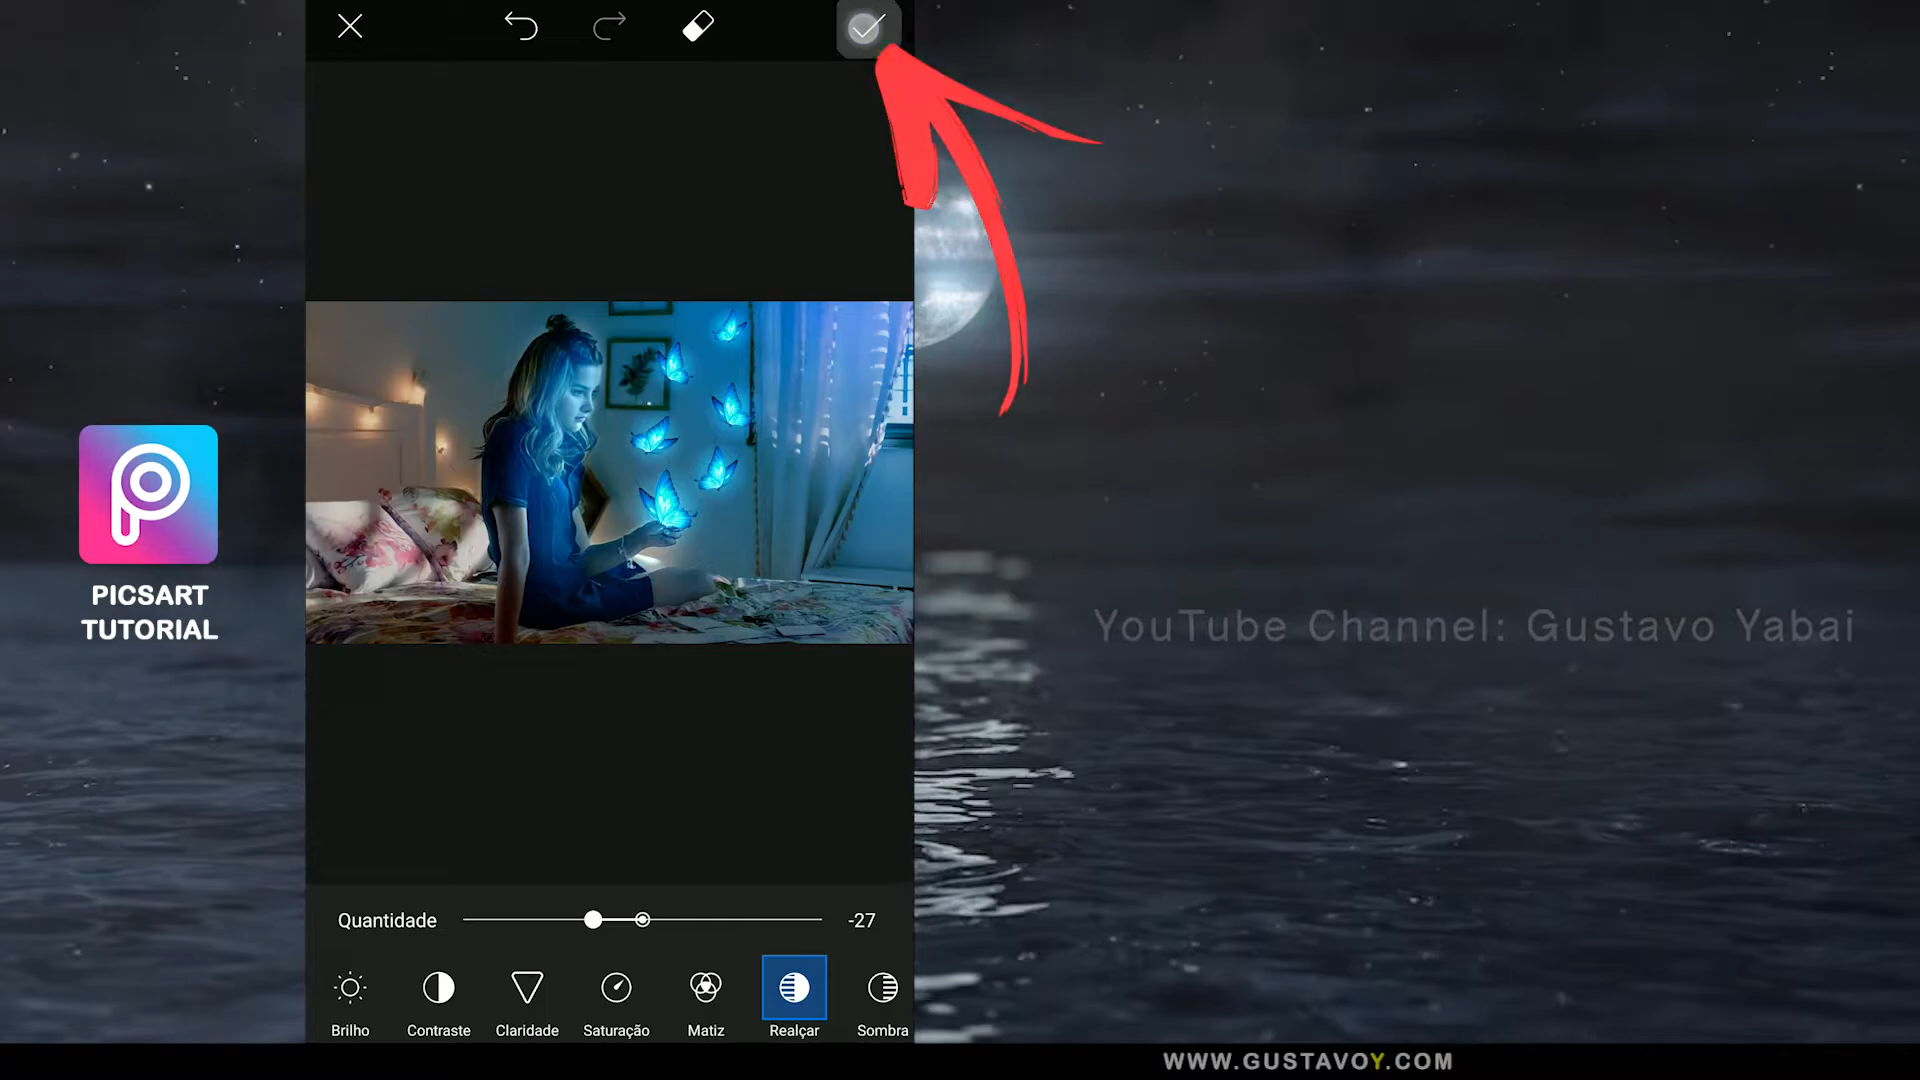 PICSART
TUTORIAL
YouTube Channel: Gustavo Yabai
Quantidade
-27
Brilho
Contraste
Claridade
Saturação
Matiz
Realçar
Sombra
WWW.GUSTAVOY.COM